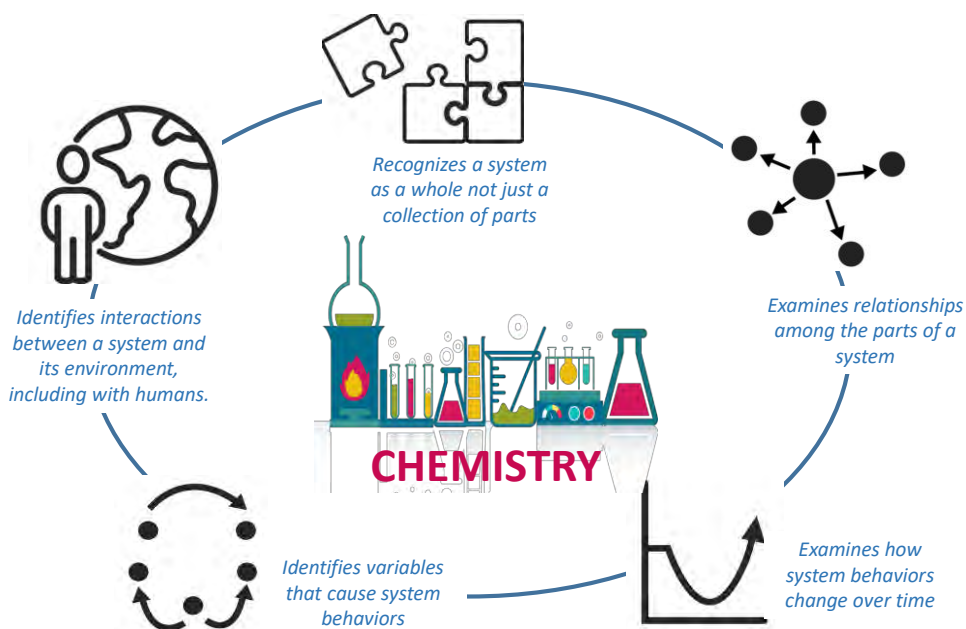 Recognizes a system
as a whole not just a
collection of parts
Identifies interactions
between a system and
its environment,
including with humans.
Examines relationships
among the parts of a
system
CHEMISTRY
Identifies variables
that cause system
behaviors
Examines how
system behaviors
change over time